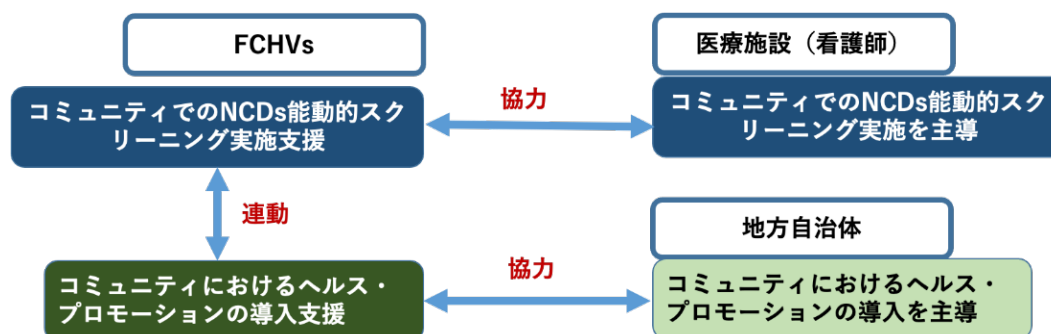 FCHVs
医療施設（看護師）
コミュニティでのNCDs能動的スク
リーニング実施支援
協力
コミュニティでのNCDs能動的スク
リーニング実施を主導
連動
地方自治体
コミュニティにおけるヘルス・
プロモーションの導入支援
協力
コミュニティにおけるヘルス・
プロモーションの導入を主導